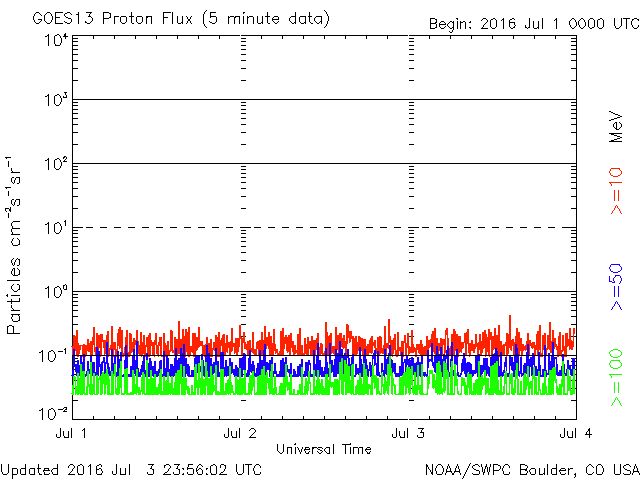 GOES13 Proton Flux (5 minute data)
Begin: 2016 Jul 1 0000 UTC
Particles cm⁻²s⁻¹sr⁻¹
10⁴
10³
10²
10¹
10⁰
10⁻¹
10⁻²
Jul 1
Jul 2
Jul 3
Jul 4
Universal Time
MeV
>=10
>=50
>=100
Updated 2016 Jul 3 23:56:02 UTC
NOAA/SWPC Boulder, CO USA